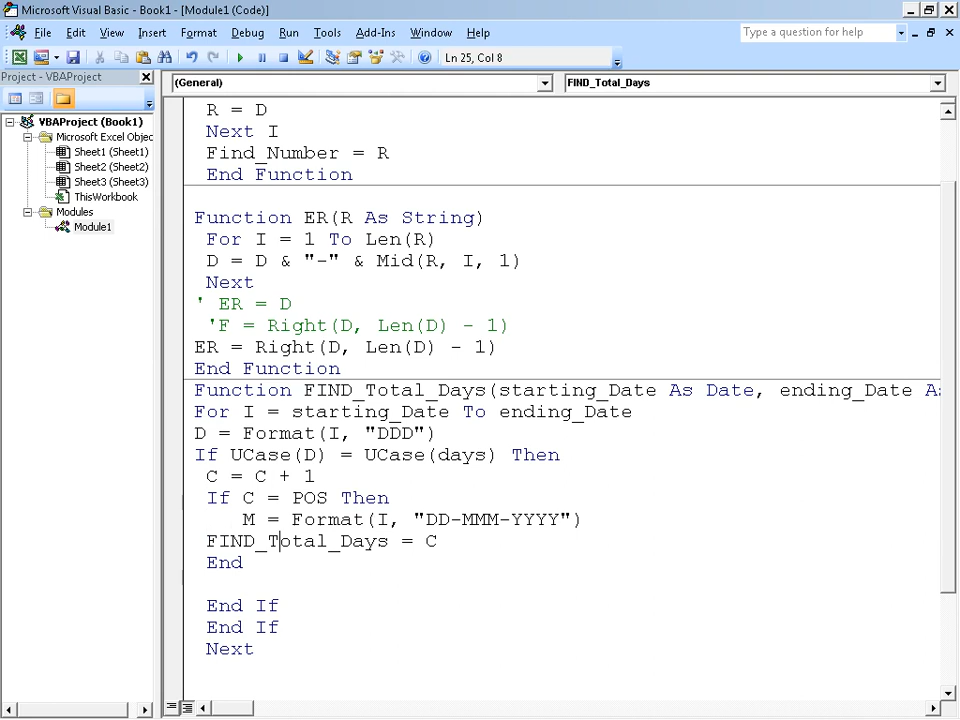 Microsoft Visual Basic - Book1 - [Module1 (Code)]
File Edit View Insert Format Debug Run Tools Add-Ins Window Help
Type a question for help
Ln 25, Col 8
Project - VBAProject
(General)
FIND_Total_Days
VBAProject (Book1)
Microsoft Excel Objec
Sheet1 (Sheet1)
Sheet2 (Sheet2)
Sheet3 (Sheet3)
ThisWorkbook
Modules
Module1
R = D
Next I
Find_Number = R
End Function
Function ER(R As String)
For I = 1 To Len(R)
D = D & "-" & Mid(R, I, 1)
Next
' ER = D
'F = Right(D, Len(D) - 1)
ER = Right(D, Len(D) - 1)
End Function
Function FIND_Total_Days(starting_Date As Date, ending_Date As
For I = starting_Date To ending_Date
D = Format(I, "DDD")
If UCase(D) = UCase(days) Then
C = C + 1
If C = POS Then
M = Format(I, "DD-MMM-YYYY")
FIND_Total_Days = C
End
End If
End If
Next